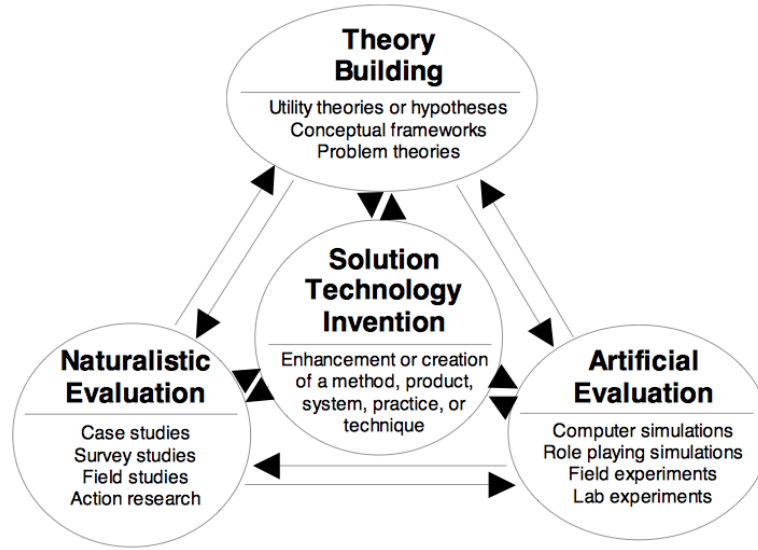 Theory
Building
Utility theories or hypotheses
Conceptual frameworks
Problem theories
Solution
Technology
Invention
Enhancement or creation
of a method, product,
system, practice, or
technique
Naturalistic
Evaluation
Case studies
Survey studies
Field studies
Action research
Artificial
Evaluation
Computer simulations
Role playing simulations
Field experiments
Lab experiments